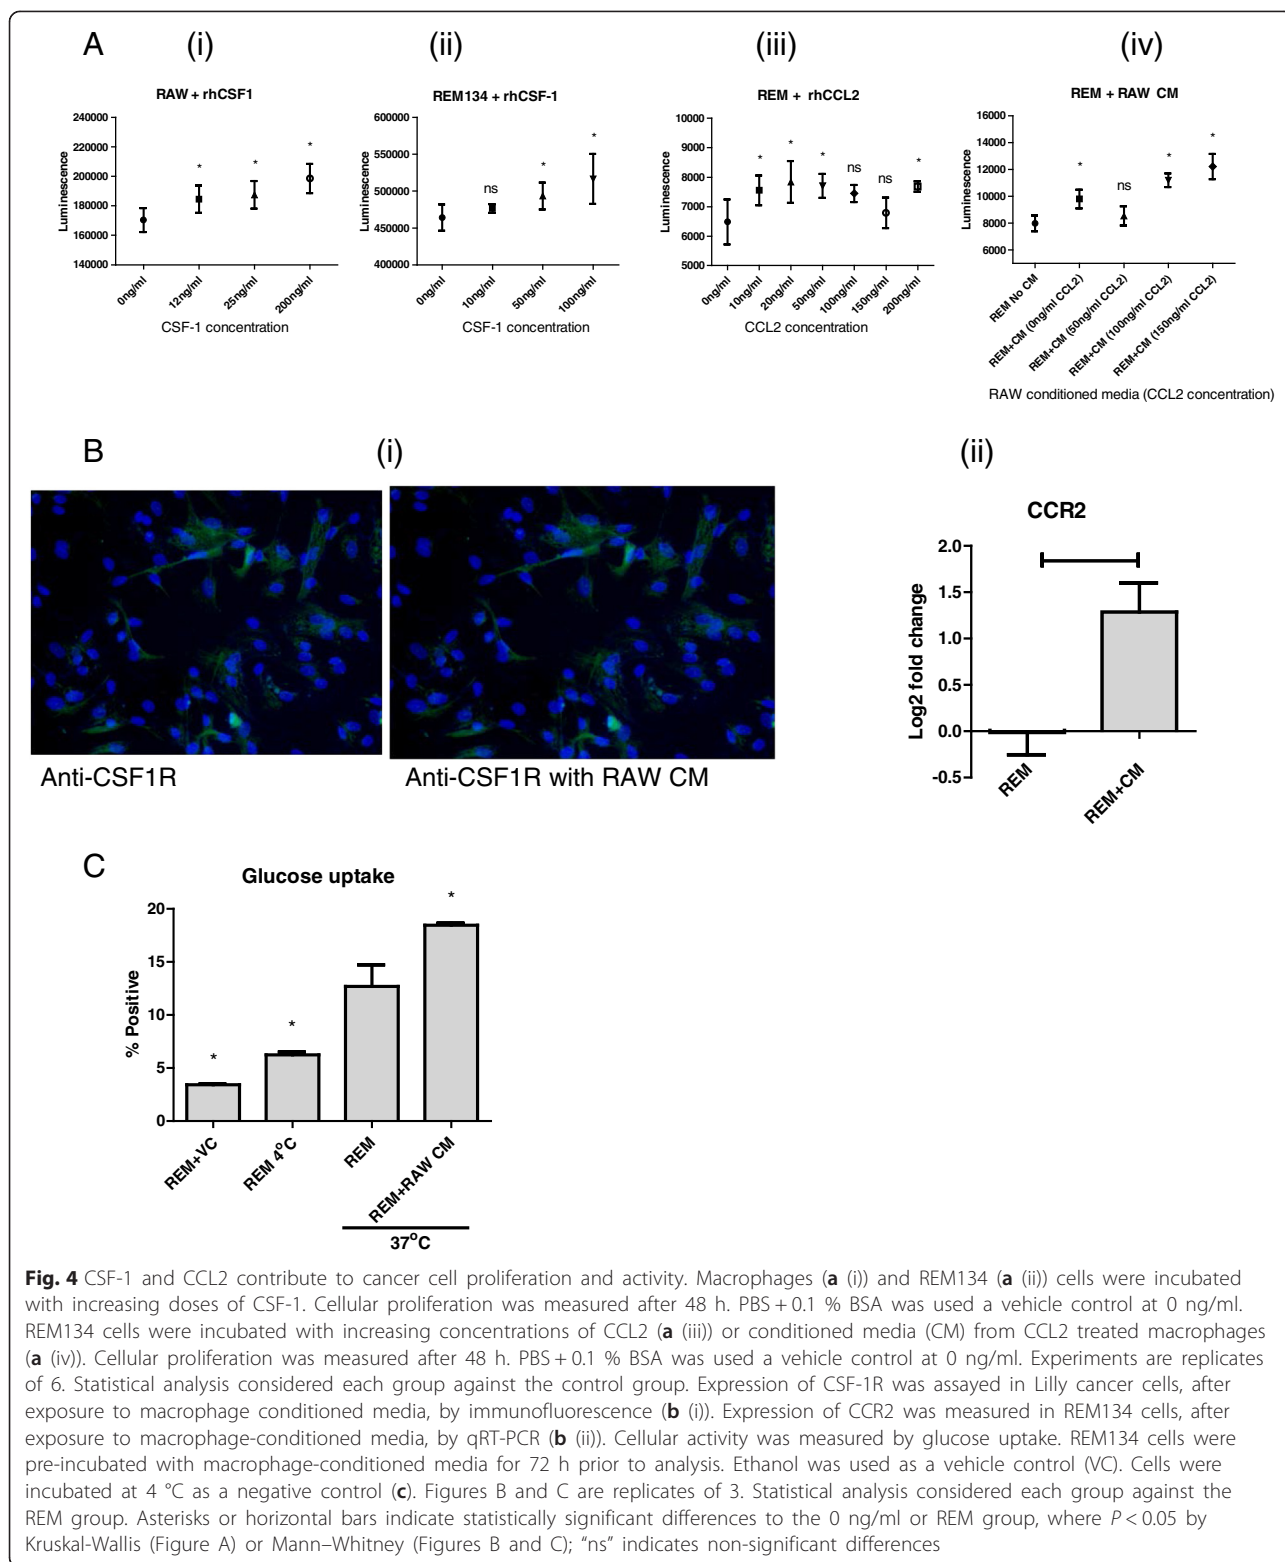 A (i) (ii) (iii) (iv)
RAW + rhCSF1
Luminescence
240000
220000
200000
180000
160000
140000
* * *
0ng/ml 12ng/ml 25ng/ml 200ng/ml
CSF-1 concentration
REM134 + rhCSF-1
Luminescence
600000
550000
500000
450000
400000
ns * *
0ng/ml 10ng/ml 50ng/ml 100ng/ml
CSF-1 concentration
REM + rhCCL2
Luminescence
10000
9000
8000
7000
6000
5000
* * * ns ns *
0ng/ml 10ng/ml 20ng/ml 50ng/ml 100ng/ml 150ng/ml 200ng/ml
CCL2 concentration
REM + RAW CM
Luminescence
16000
14000
12000
10000
8000
6000
* ns * *
REM No CM
REM+CM (0ng/ml CCL2)
REM+CM (50ng/ml CCL2)
REM+CM (100ng/ml CCL2)
REM+CM (150ng/ml CCL2)
RAW conditioned media (CCL2 concentration)
B (i) (ii)
Anti-CSF1R
Anti-CSF1R with RAW CM
CCR2
Log2 fold change
2.0
1.5
1.0
0.5
0.0
-0.5
REM REM+CM
C
Glucose uptake
% Positive
20
15
10
5
0
* * *
REM+VC REM 4°C REM REM+RAW CM
37°C
Fig. 4 CSF-1 and CCL2 contribute to cancer cell proliferation and activity. Macrophages (a (i)) and REM134 (a (ii)) cells were incubated
with increasing doses of CSF-1. Cellular proliferation was measured after 48 h. PBS + 0.1 % BSA was used a vehicle control at 0 ng/ml.
REM134 cells were incubated with increasing concentrations of CCL2 (a (iii)) or conditioned media (CM) from CCL2 treated macrophages
(a (iv)). Cellular proliferation was measured after 48 h. PBS + 0.1 % BSA was used a vehicle control at 0 ng/ml. Experiments are replicates
of 6. Statistical analysis considered each group against the control group. Expression of CSF-1R was assayed in Lilly cancer cells, after
exposure to macrophage conditioned media, by immunofluorescence (b (i)). Expression of CCR2 was measured in REM134 cells, after
exposure to macrophage-conditioned media, by qRT-PCR (b (ii)). Cellular activity was measured by glucose uptake. REM134 cells were
pre-incubated with macrophage-conditioned media for 72 h prior to analysis. Ethanol was used as a vehicle control (VC). Cells were
incubated at 4 °C as a negative control (c). Figures B and C are replicates of 3. Statistical analysis considered each group against the
REM group. Asterisks or horizontal bars indicate statistically significant differences to the 0 ng/ml or REM group, where P < 0.05 by
Kruskal-Wallis (Figure A) or Mann–Whitney (Figures B and C); “ns” indicates non-significant differences